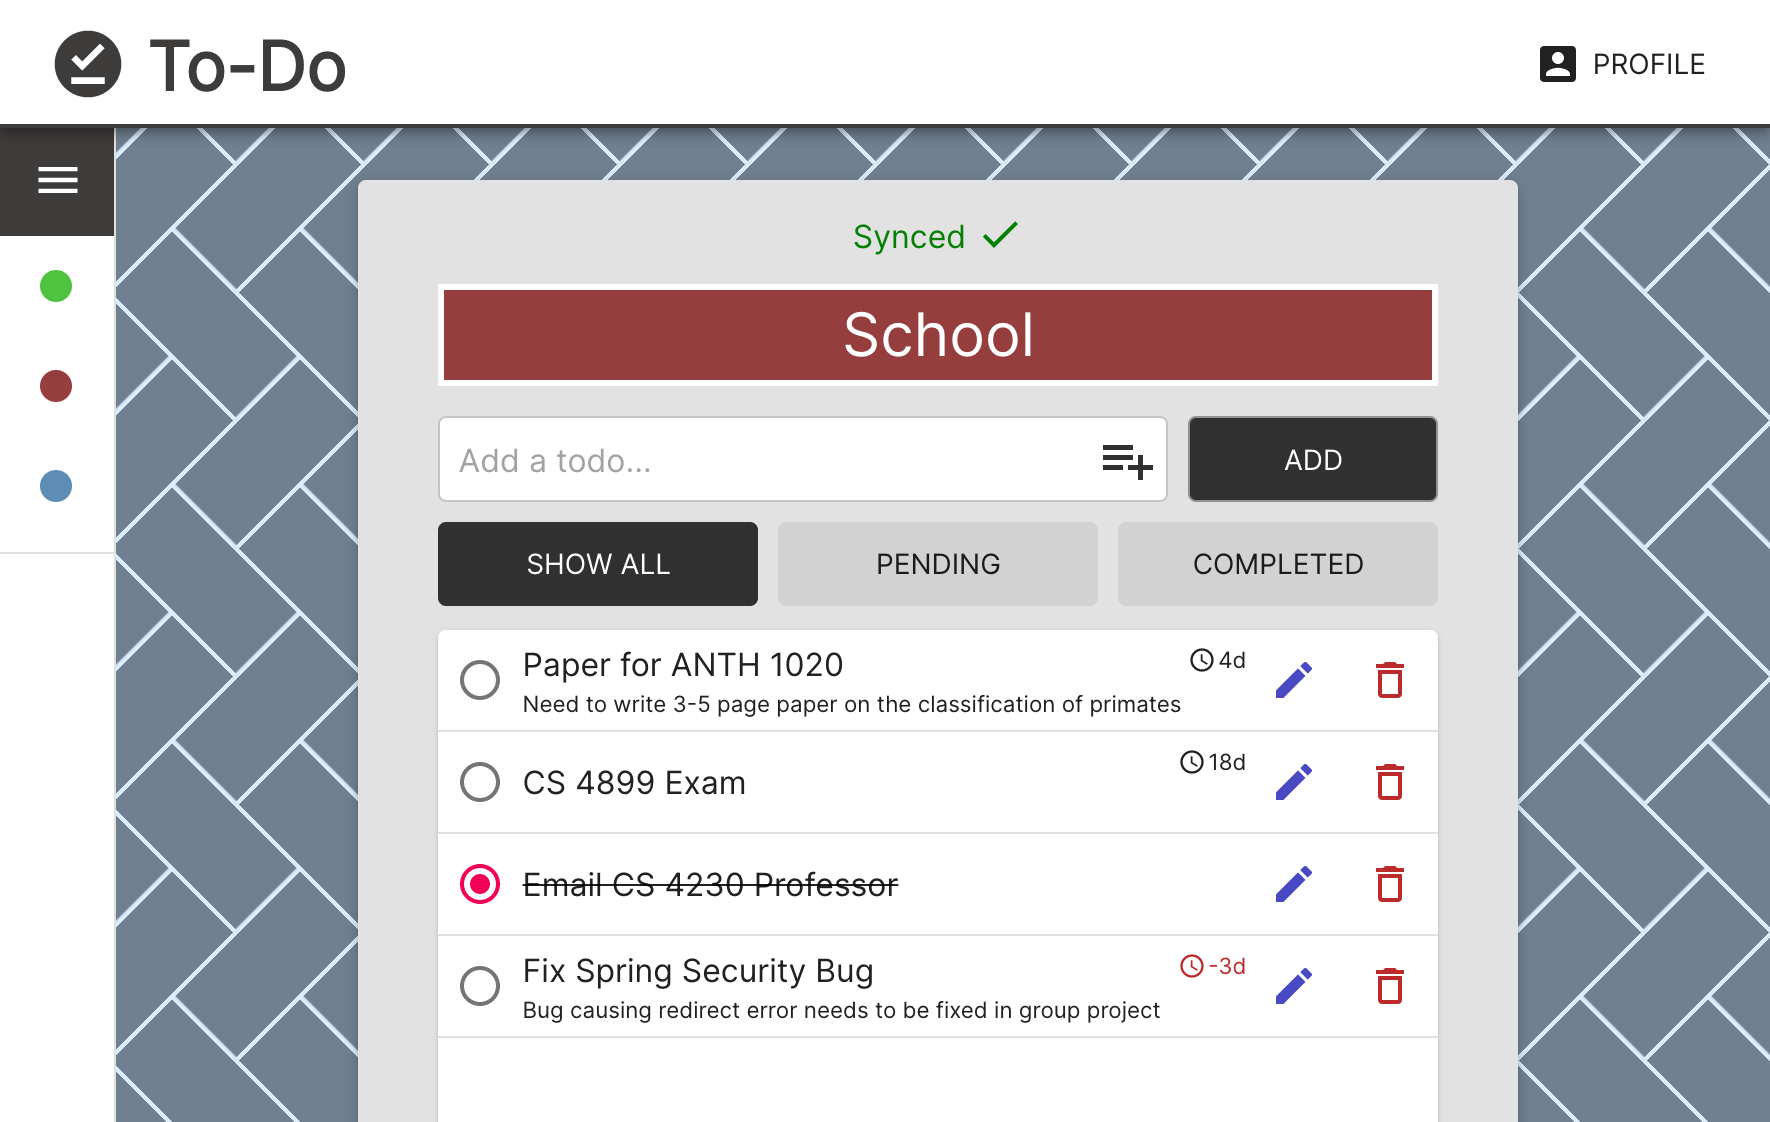 To-Do
PROFILE
Synced
School
Add a todo...
ADD
SHOW ALL
PENDING
COMPLETED
Paper for ANTH 1020
4d
Need to write 3-5 page paper on the classification of primates
CS 4899 Exam
18d
Email CS 4230 Professor
Fix Spring Security Bug
-3d
Bug causing redirect error needs to be fixed in group project